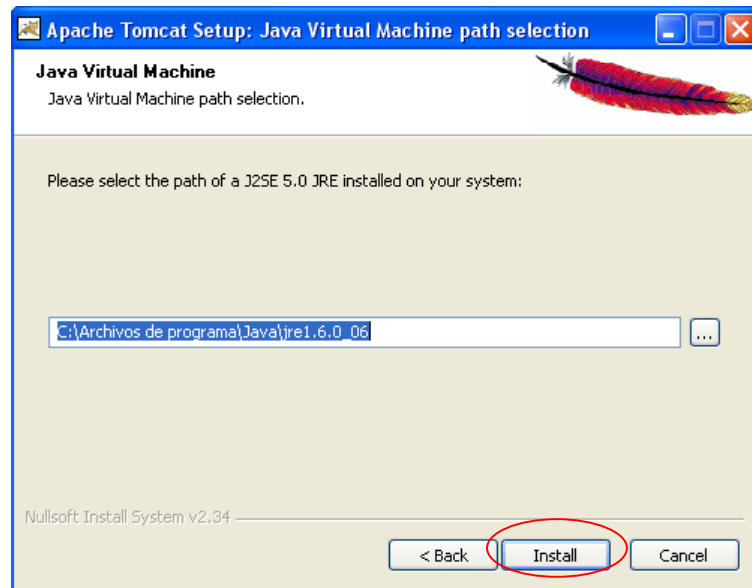 Apache Tomcat Setup: Java Virtual Machine path selection
Java Virtual Machine
Java Virtual Machine path selection.
Please select the path of a J2SE 5.0 JRE installed on your system:
C:\Archivos de programa\Java\jre1.6.0_06
...
Nullsoft Install System v2.34
< Back
Install
Cancel